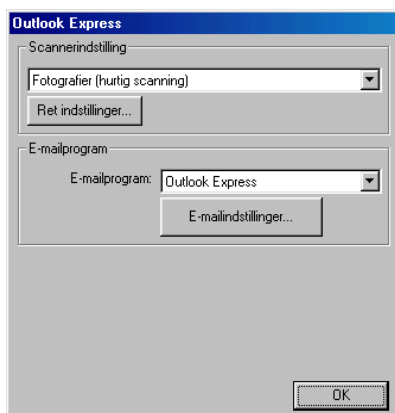 Outlook Express
Scannerindstilling
Fotografier (hurtig scanning)
Ret indstillinger...
E-mailprogram
E-mailprogram: Outlook Express
E-mailindstillinger...
OK